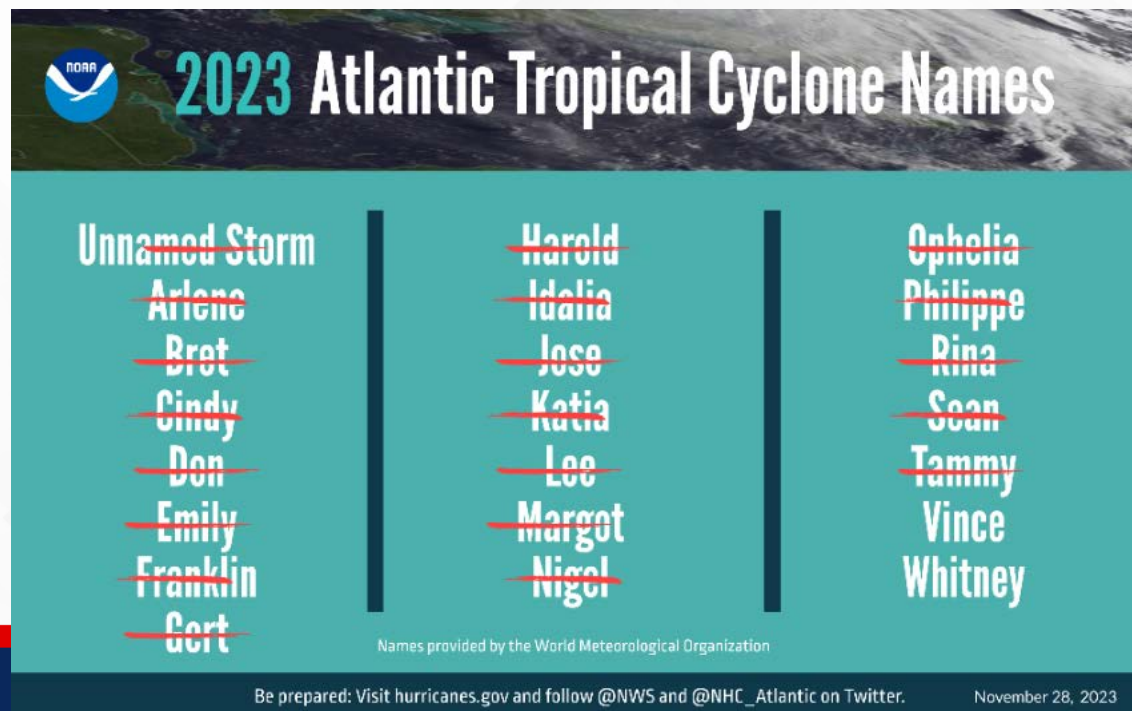 NOAA
2023 Atlantic Tropical Cyclone Names
Unnamed Storm
Arlene
Bret
Cindy
Don
Emily
Franklin
Gert
Harold
Idalia
Jose
Katia
Lee
Margot
Nigel
Ophelia
Philippe
Rina
Sean
Tammy
Vince
Whitney
Names provided by the World Meteorological Organization
Be prepared: Visit hurricanes.gov and follow @NWS and @NHC_Atlantic on Twitter.
November 28, 2023